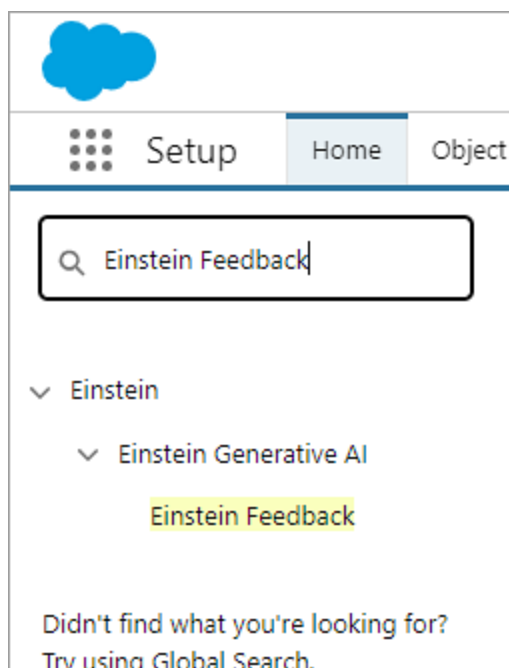 Setup
Home
Object
Einstein Feedback
Einstein
Einstein Generative AI
Einstein Feedback
Didn't find what you're looking for?
Try using Global Search.